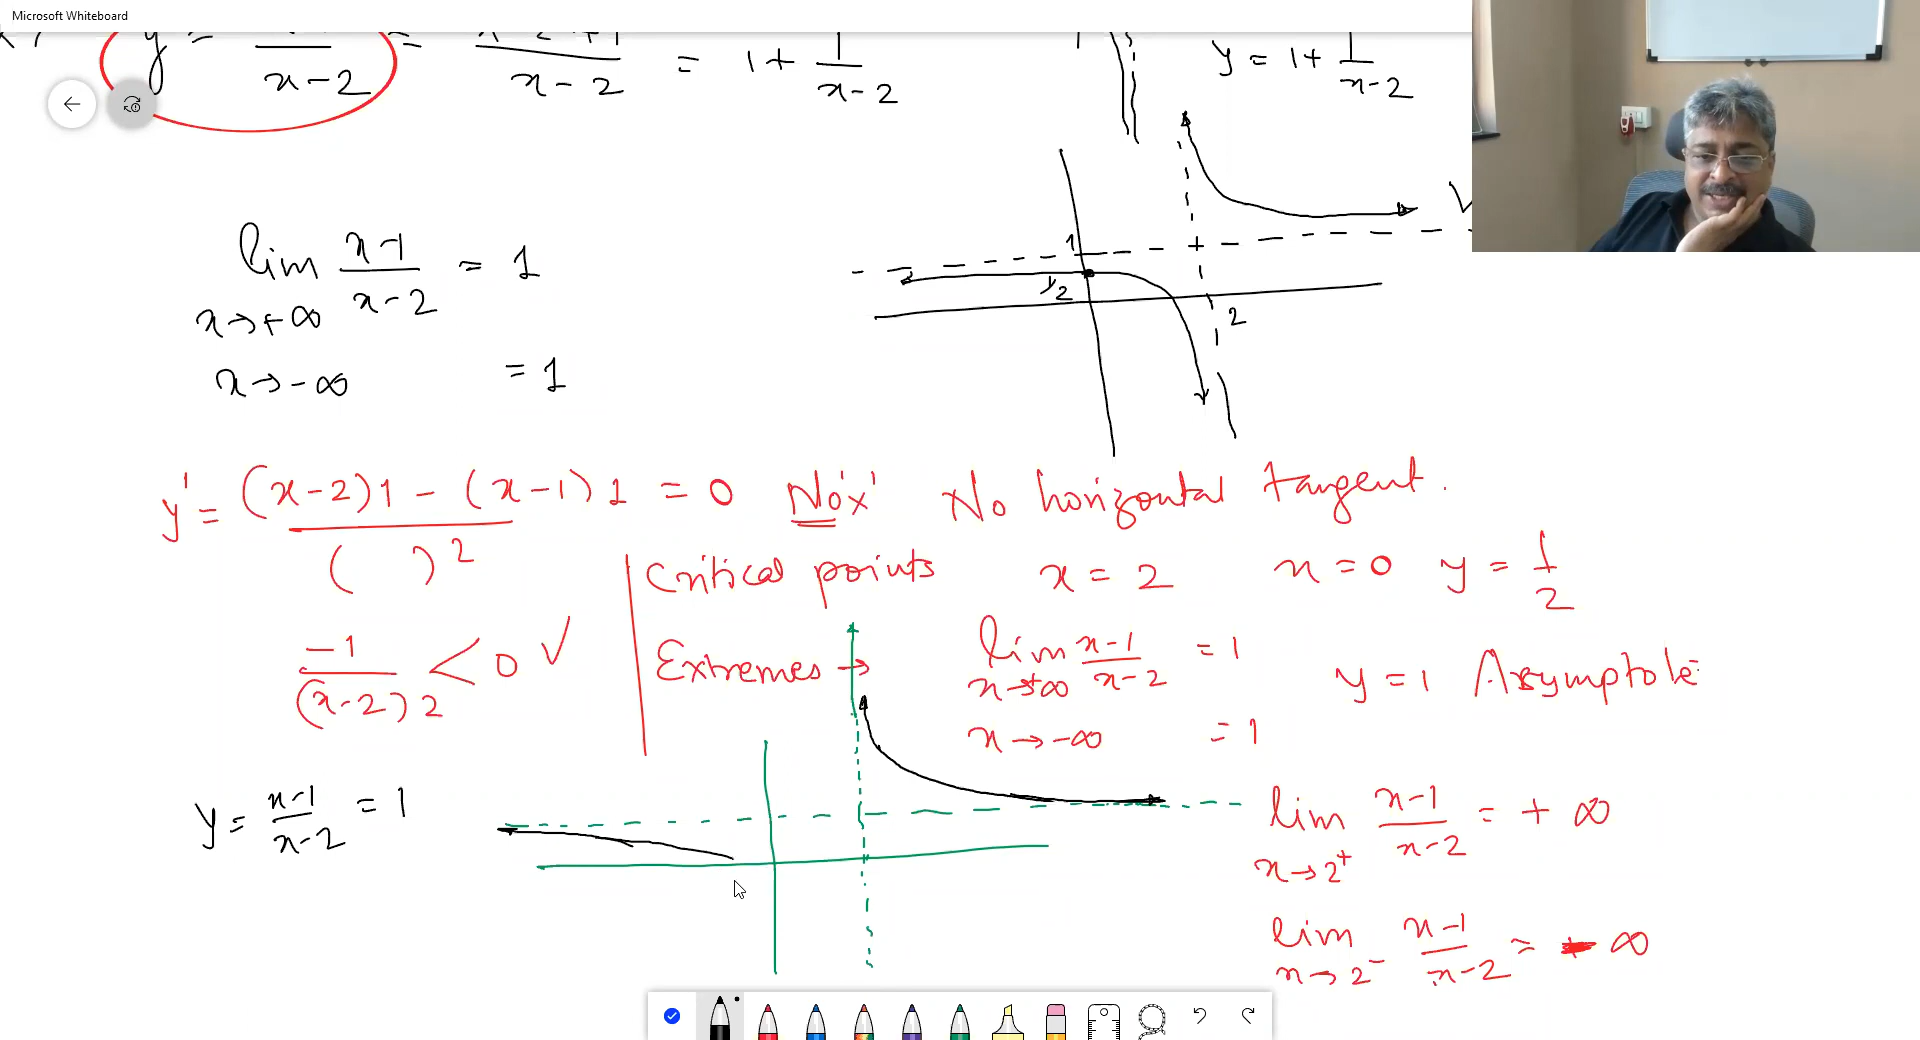 Microsoft Whiteboard
y = /(x-2) = (x-2+1)/(x-2) = 1 + 1/(x-2)
y = 1 + 1/(x-2)
1
1/2
2
lim x→+∞ (x-1)/(x-2) = 1
x→-∞ = 1
y' = ((x-2)1 - (x-1)1)/( )² = 0 No 'x' No horizontal tangent.
-1/(x-2)2 < 0 ✓
Critical points x = 2 x = 0 y = 1/2
Extremes → lim x→+∞ (x-1)/(x-2) = 1 y = 1 Asymptote
x→-∞ = 1
y = (x-1)/(x-2) = 1
lim x→2⁺ (x-1)/(x-2) = + ∞
lim x→2⁻ (x-1)/(x-2) = - ∞